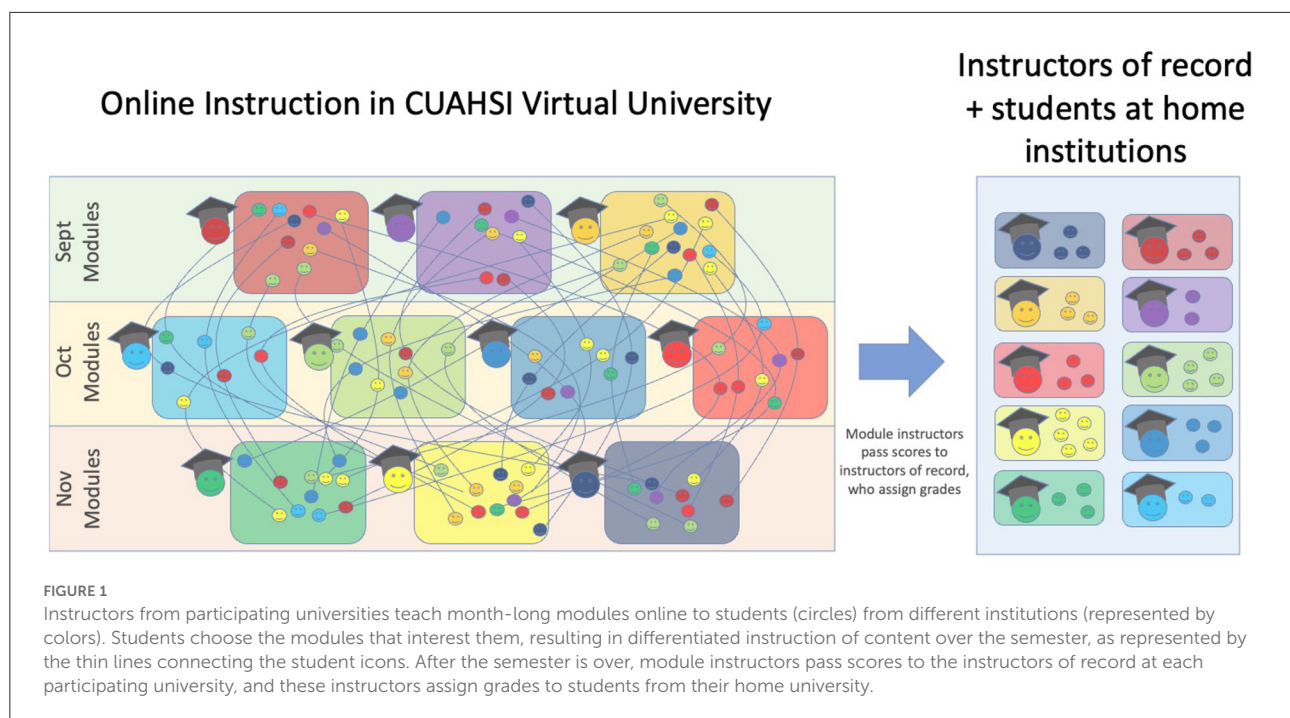 Online Instruction in CUAHSI Virtual University
Instructors of record
+ students at home
institutions
Sept
Modules
Oct
Modules
Nov
Modules
Module instructors
pass scores to
instructors of record,
who assign grades
FIGURE 1
Instructors from participating universities teach month-long modules online to students (circles) from different institutions (represented by
colors). Students choose the modules that interest them, resulting in differentiated instruction of content over the semester, as represented by
the thin lines connecting the student icons. After the semester is over, module instructors pass scores to the instructors of record at each
participating university, and these instructors assign grades to students from their home university.